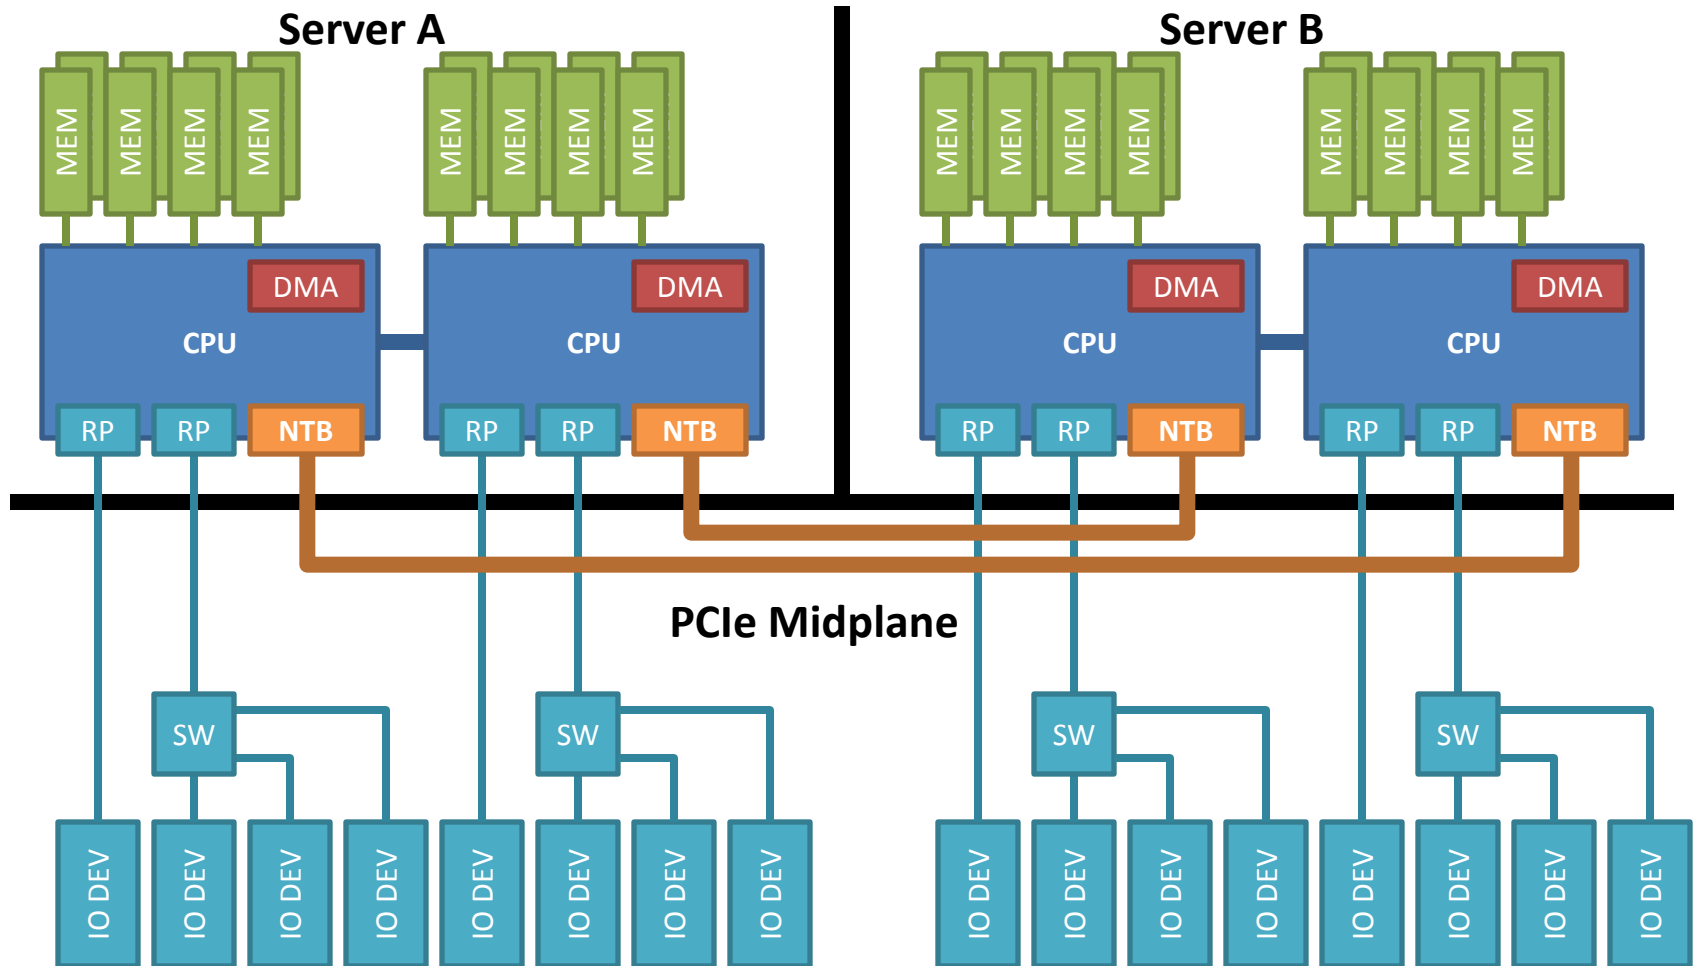 Server A
Server B
MEM MEM MEM MEM MEM MEM MEM MEM MEM MEM MEM MEM MEM MEM MEM MEM
DMA DMA DMA DMA
CPU CPU CPU CPU
RP RP NTB RP RP NTB RP RP NTB RP RP NTB
PCIe Midplane
SW SW SW SW
IO DEV IO DEV IO DEV IO DEV IO DEV IO DEV IO DEV IO DEV IO DEV IO DEV IO DEV IO DEV IO DEV IO DEV IO DEV IO DEV